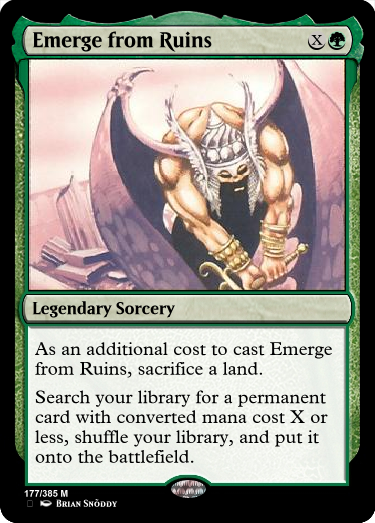 Emerge from Ruins X
Legendary Sorcery
As an additional cost to cast Emerge
from Ruins, sacrifice a land.
Search your library for a permanent
card with converted mana cost X or
less, shuffle your library, and put it
onto the battlefield.
177/385 M
Brian Snōddy